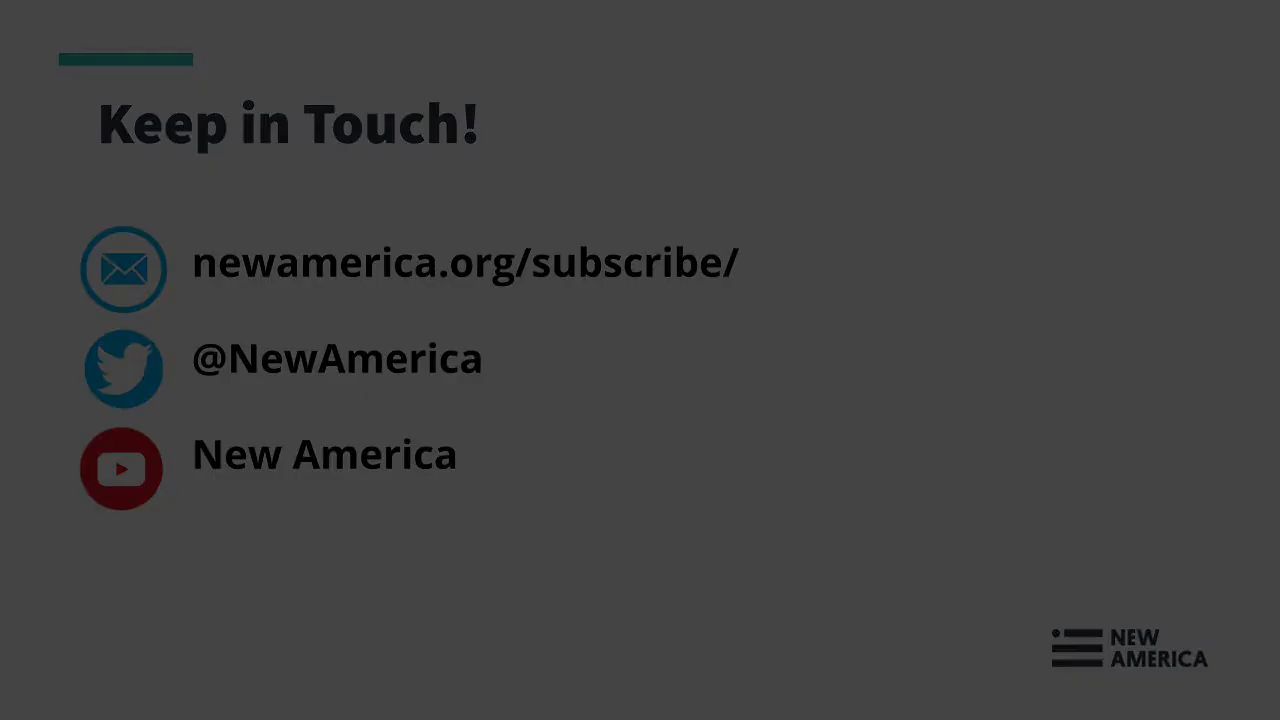 Keep in Touch!
newamerica.org/subscribe/
@NewAmerica
New America
NEW
AMERICA